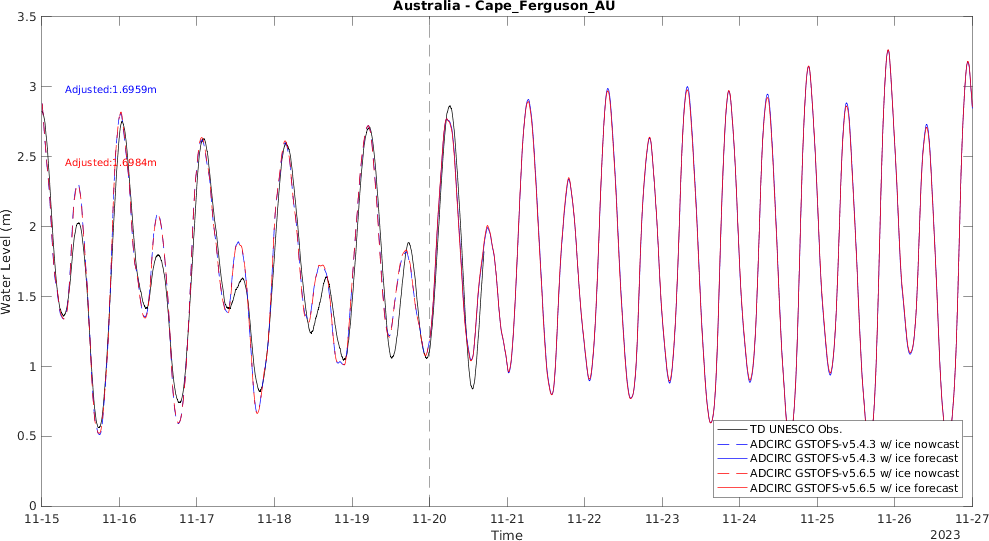 Australia - Cape_Ferguson_AU
3.5
3
2.5
2
1.5
1
0.5
0
Water Level (m)
Adjusted:1.6959m
Adjusted:1.6984m
TD UNESCO Obs.
ADCIRC GSTOFS-v5.4.3 w/ ice nowcast
ADCIRC GSTOFS-v5.4.3 w/ ice forecast
ADCIRC GSTOFS-v5.6.5 w/ ice nowcast
ADCIRC GSTOFS-v5.6.5 w/ ice forecast
11-15 11-16 11-17 11-18 11-19 11-20 11-21 11-22 11-23 11-24 11-25 11-26 11-27
Time
2023